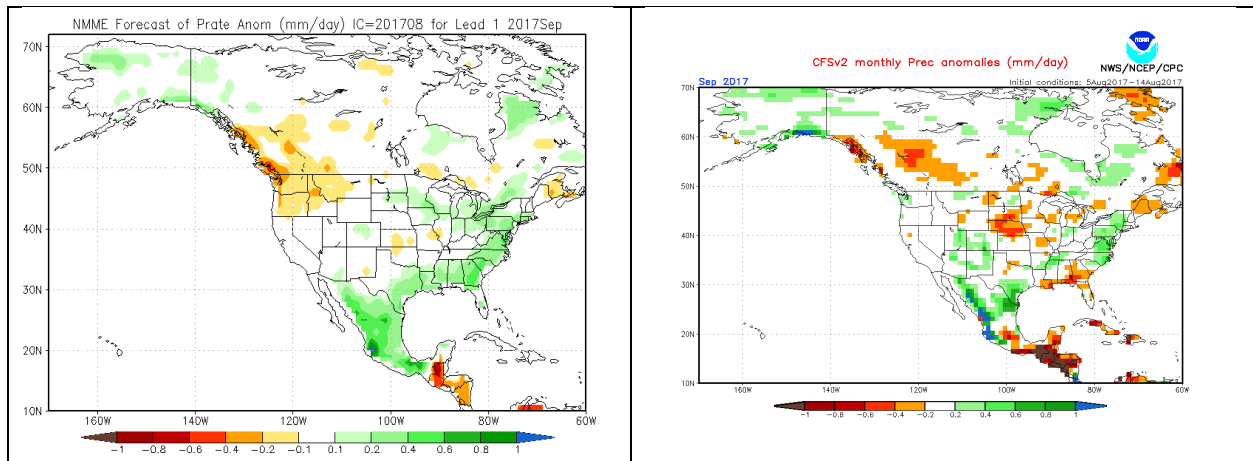 NMME Forecast of Prate Anom (mm/day) IC=201708 for Lead 1 2017Sep
70N
60N
50N
40N
30N
20N
10N
160W
140W
120W
100W
80W
60W
-1
-0.8
-0.6
-0.4
-0.2
-0.1
0.1
0.2
0.4
0.6
0.8
1
NOAA
NWS/NCEP/CPC
CFSv2 monthly Prec anomalies (mm/day)
Sep 2017
Initial conditions: 5Aug2017-14Aug2017
70N
60N
50N
40N
30N
20N
10N
160W
140W
120W
100W
80W
60W
-1
-0.8
-0.6
-0.4
-0.2
0.2
0.4
0.6
0.8
1